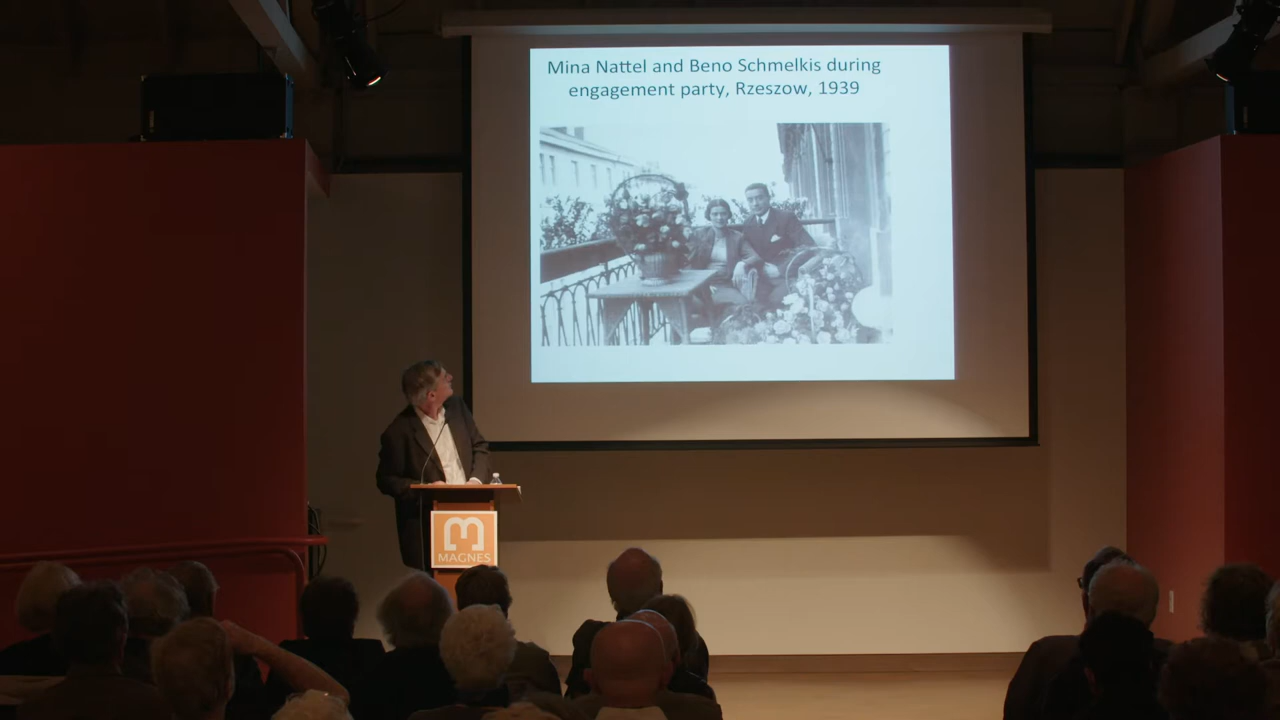 Mina Nattel and Beno Schmelkis during
engagement party, Rzeszow, 1939
MAGNES